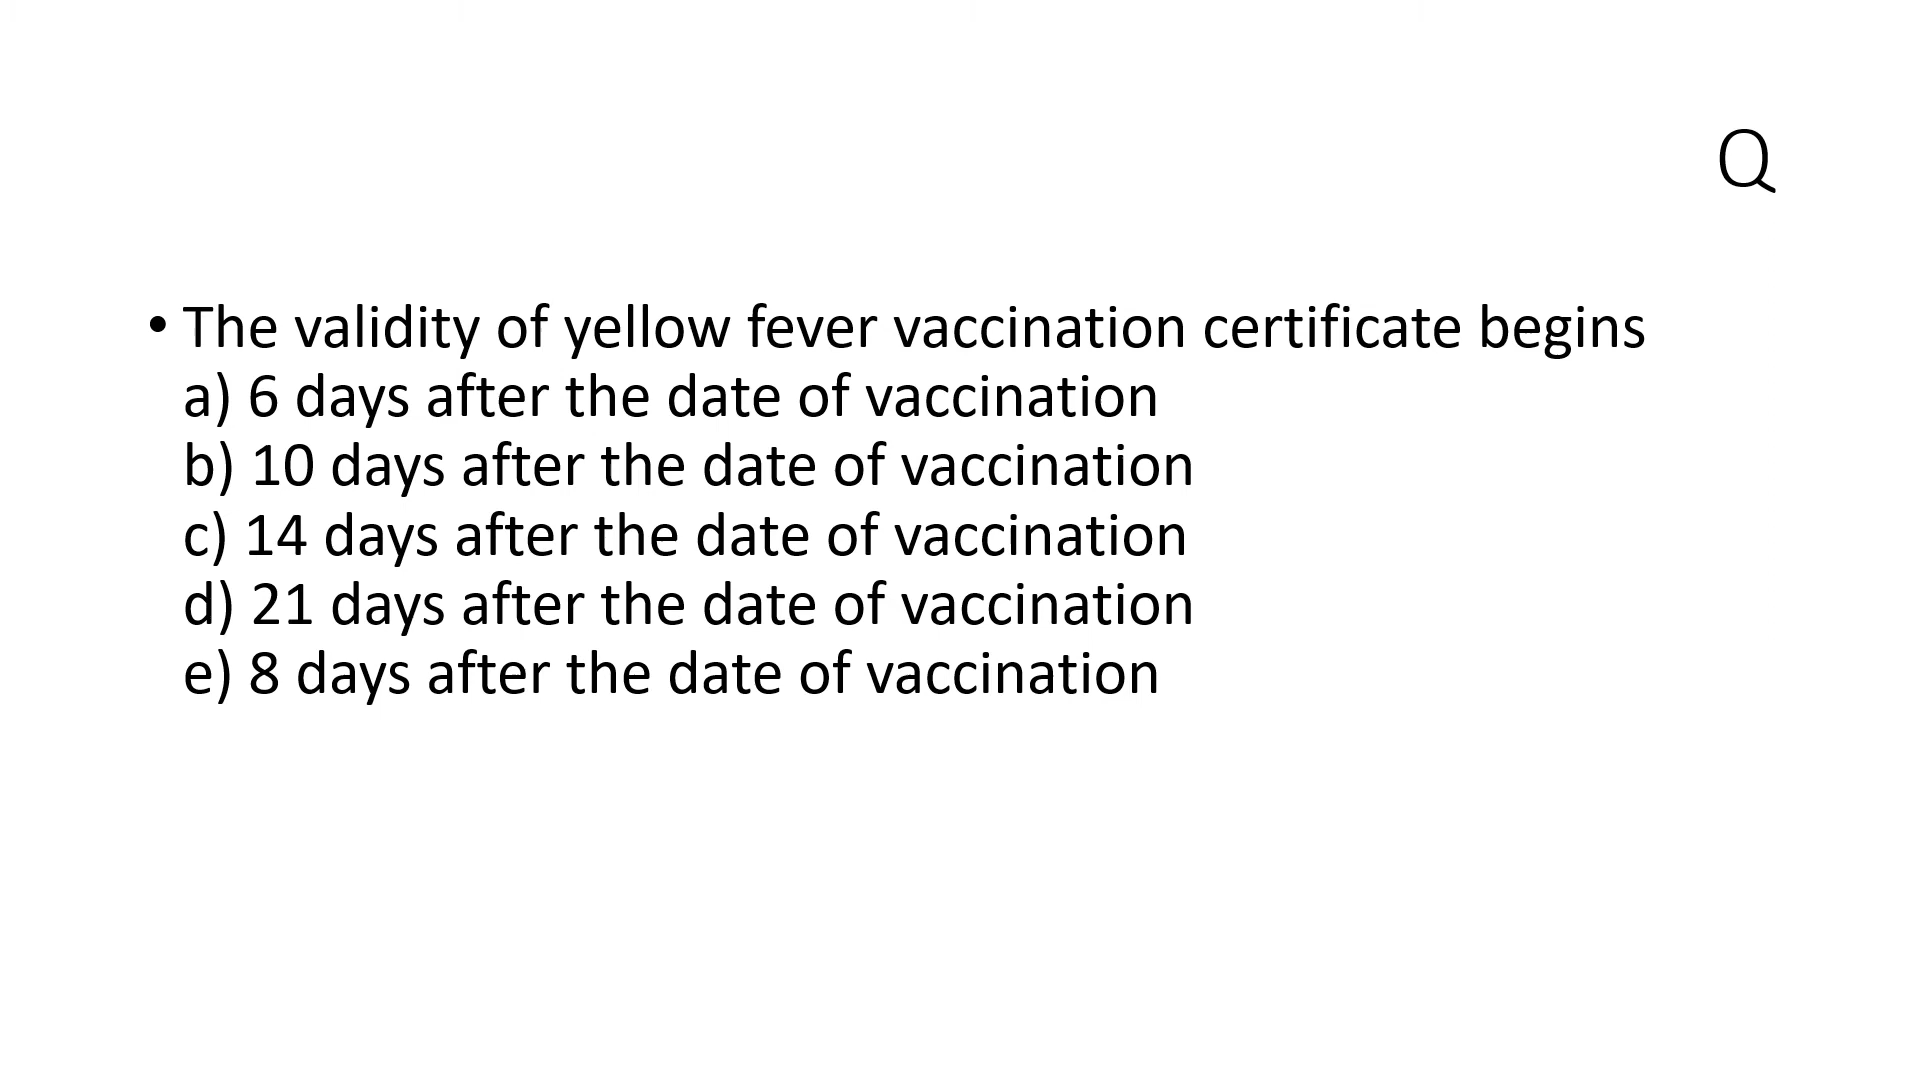 Q
• The validity of yellow fever vaccination certificate begins
a) 6 days after the date of vaccination
b) 10 days after the date of vaccination
c) 14 days after the date of vaccination
d) 21 days after the date of vaccination
e) 8 days after the date of vaccination